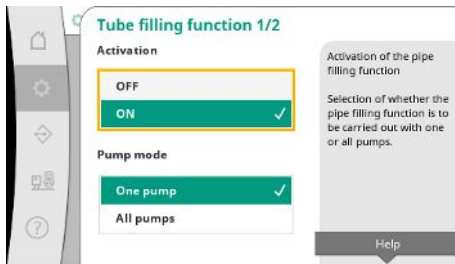 Tube filling function 1/2
Activation
OFF
ON
Pump mode
One pump
All pumps
Activation of the pipe
filling function
Selection of whether the
pipe filling function is to
be carried out with one
or all pumps.
Help